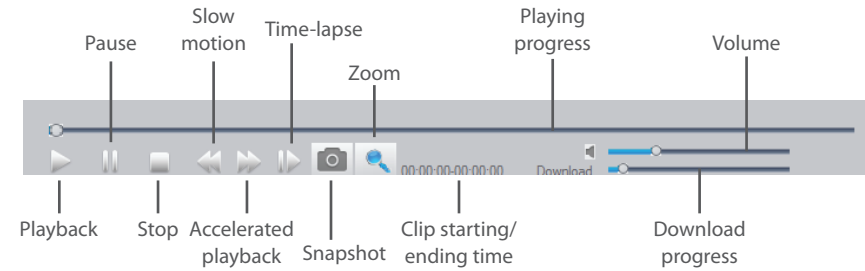 Slow
motion
Time-lapse
Playing
progress
Pause
Volume
Zoom
00:00:00-00:00:00
Download
Playback
Stop
Accelerated
playback
Snapshot
Clip starting/
ending time
Download
progress